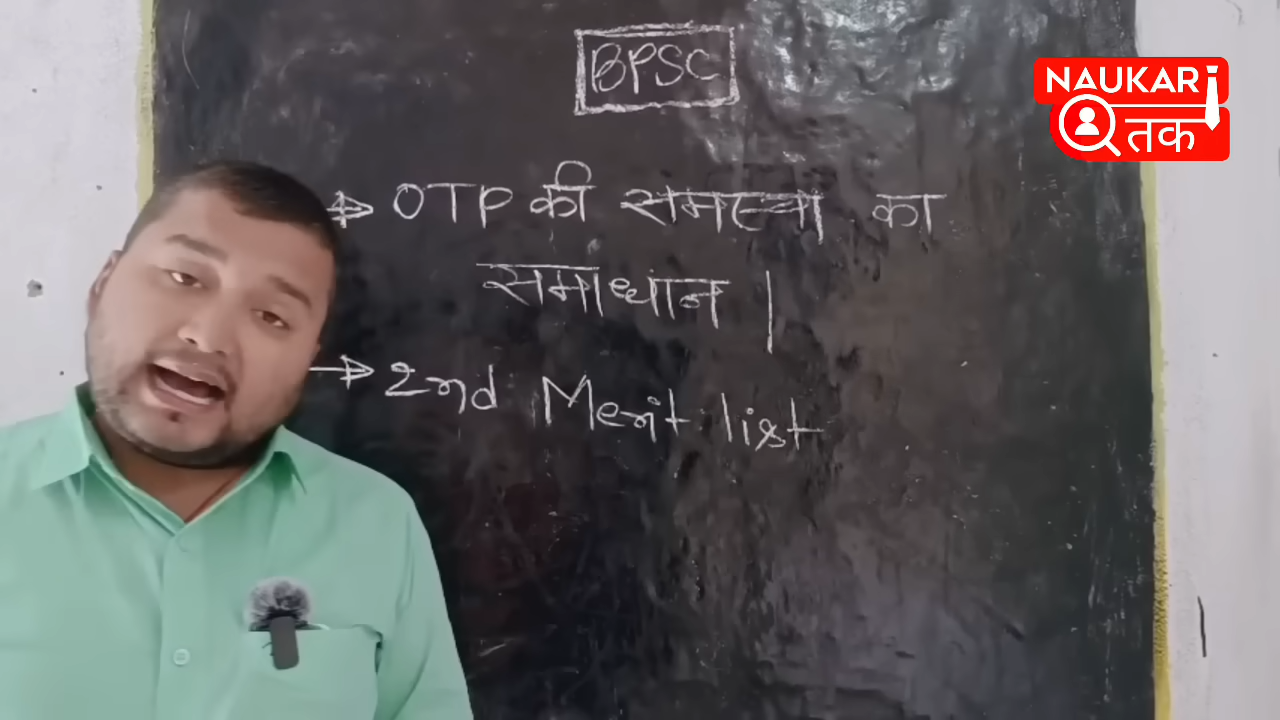 BPSC
NAUKARI
तक
OTP की समस्या का
समाधान |
2nd Merit list